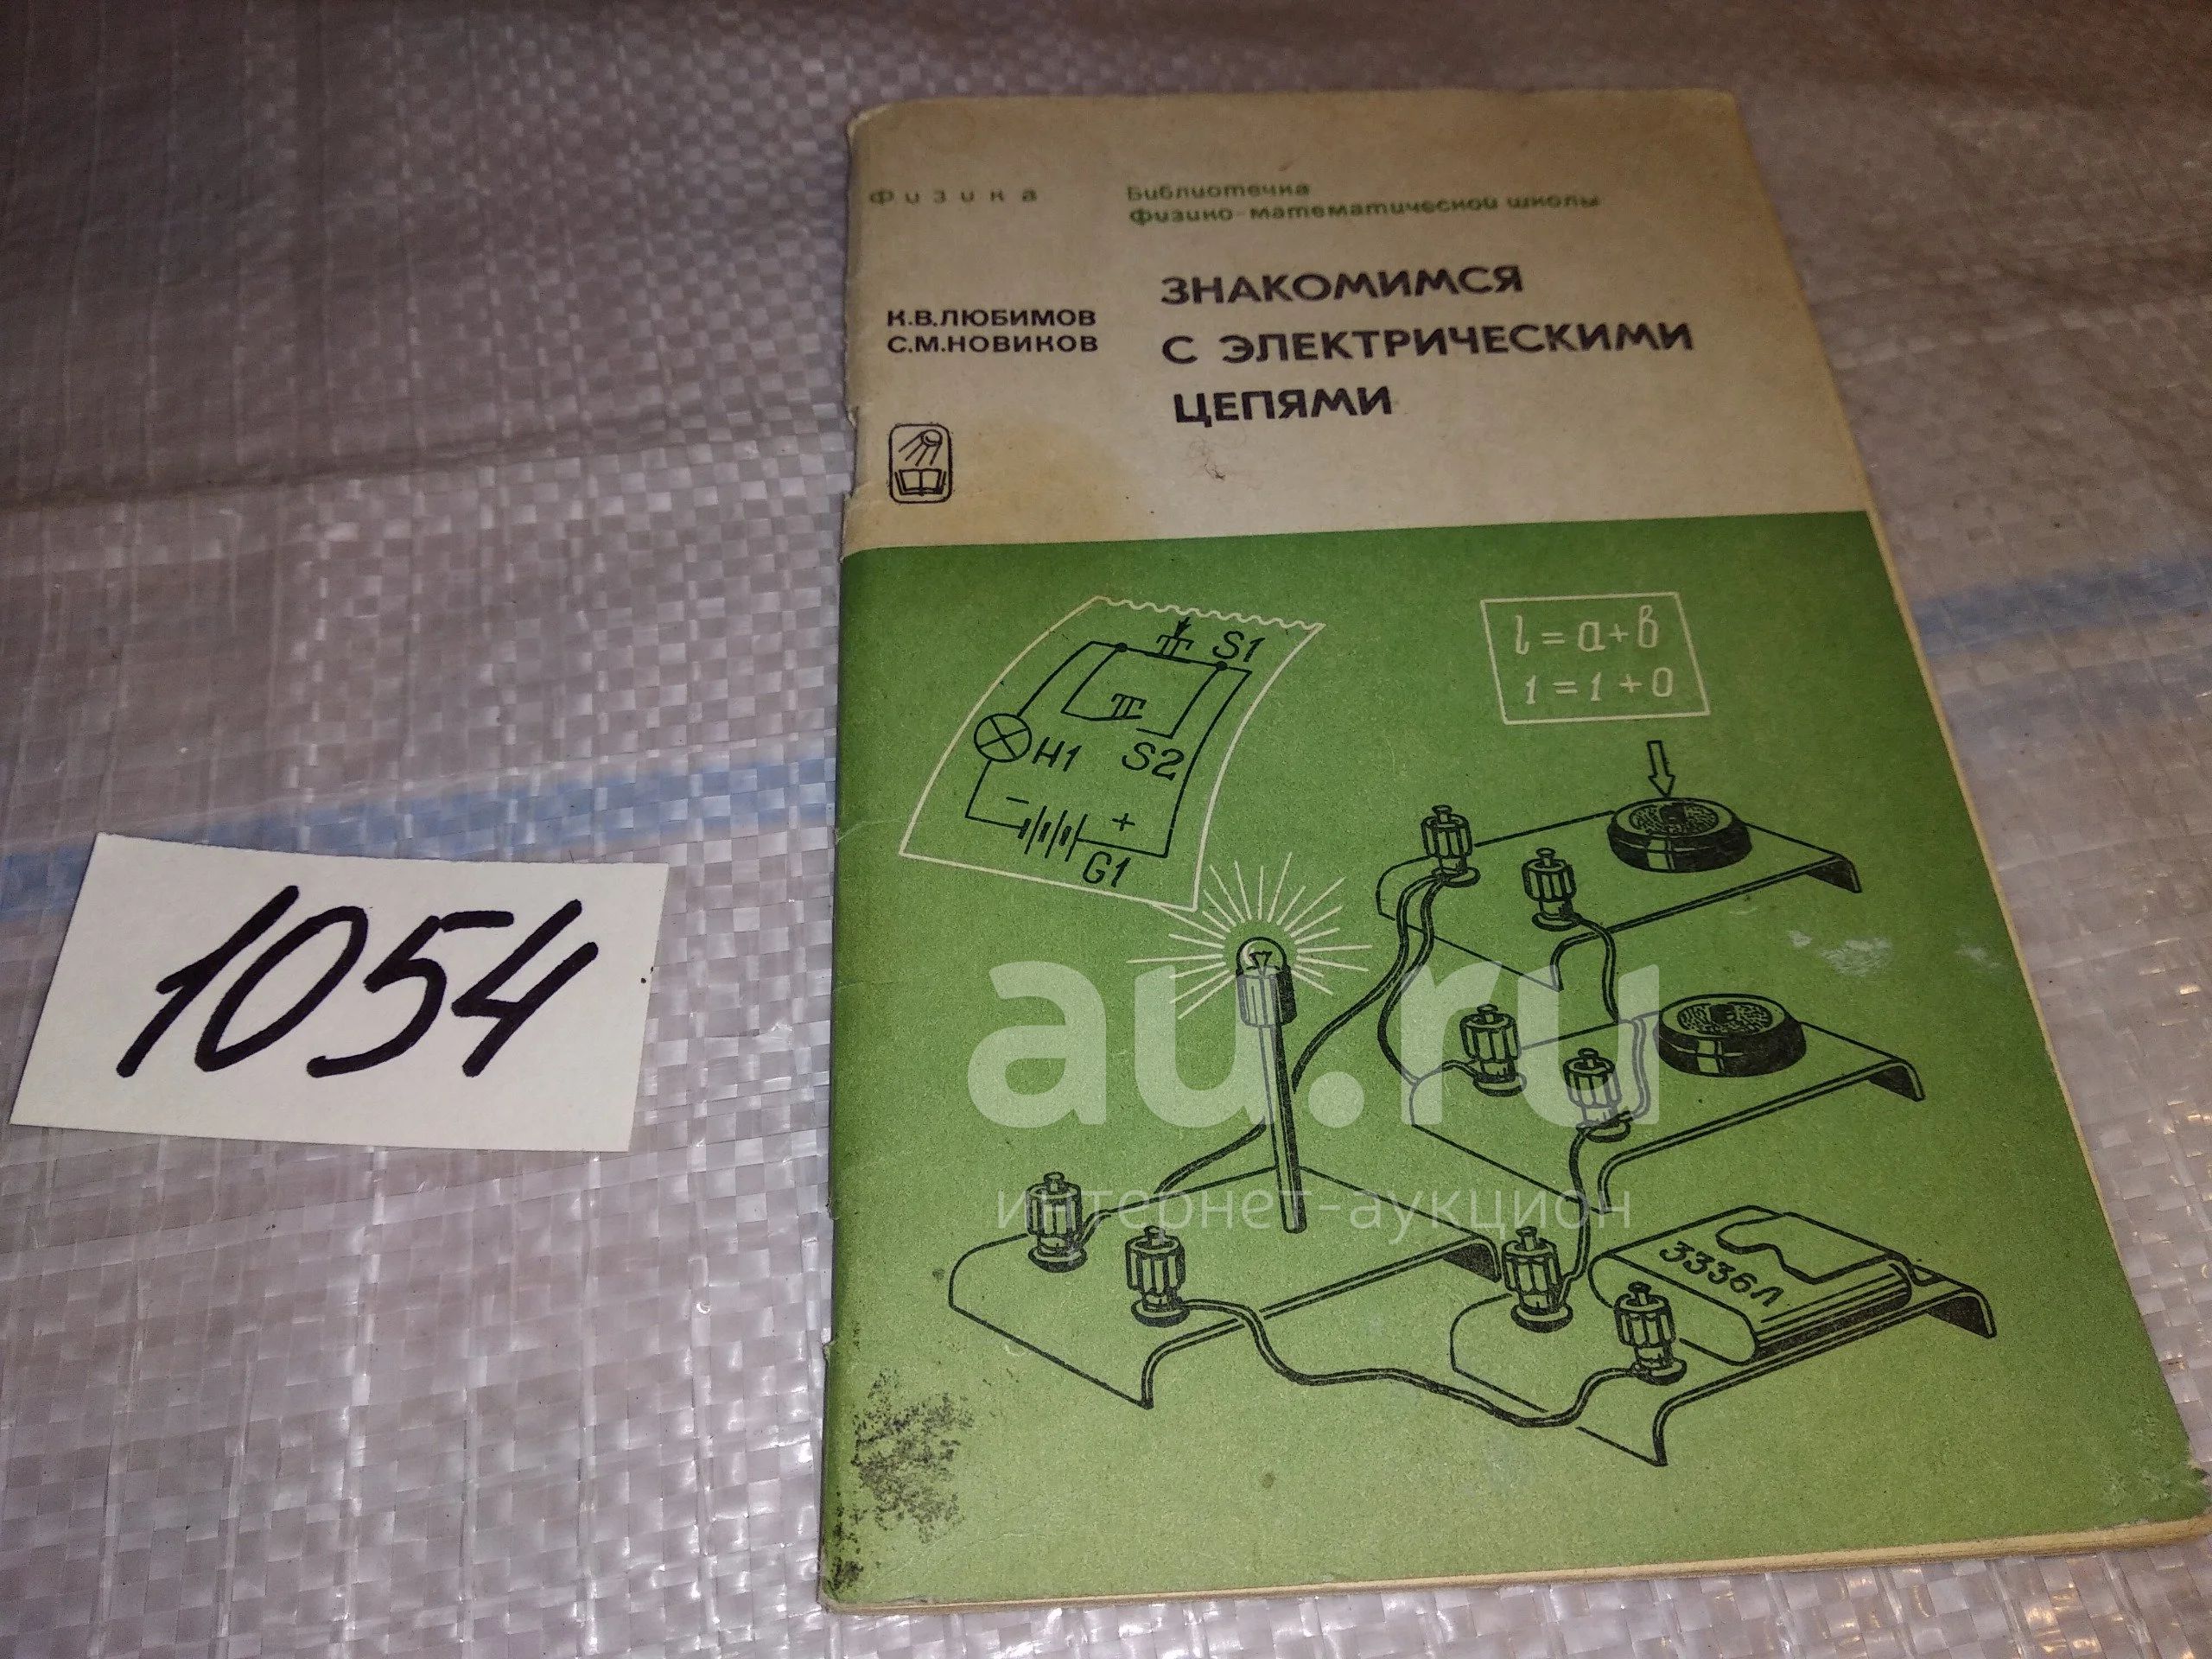 Физика
Библиотечка
физико-математической школы
К.В.ЛЮБИМОВ
С.М.НОВИКОВ
ЗНАКОМИМСЯ
С ЭЛЕКТРИЧЕСКИМИ
ЦЕПЯМИ
S1
S2
H1
− +
G1
l=a+b
1=1+0
3336Л
1054
au.ru
интернет-аукцион